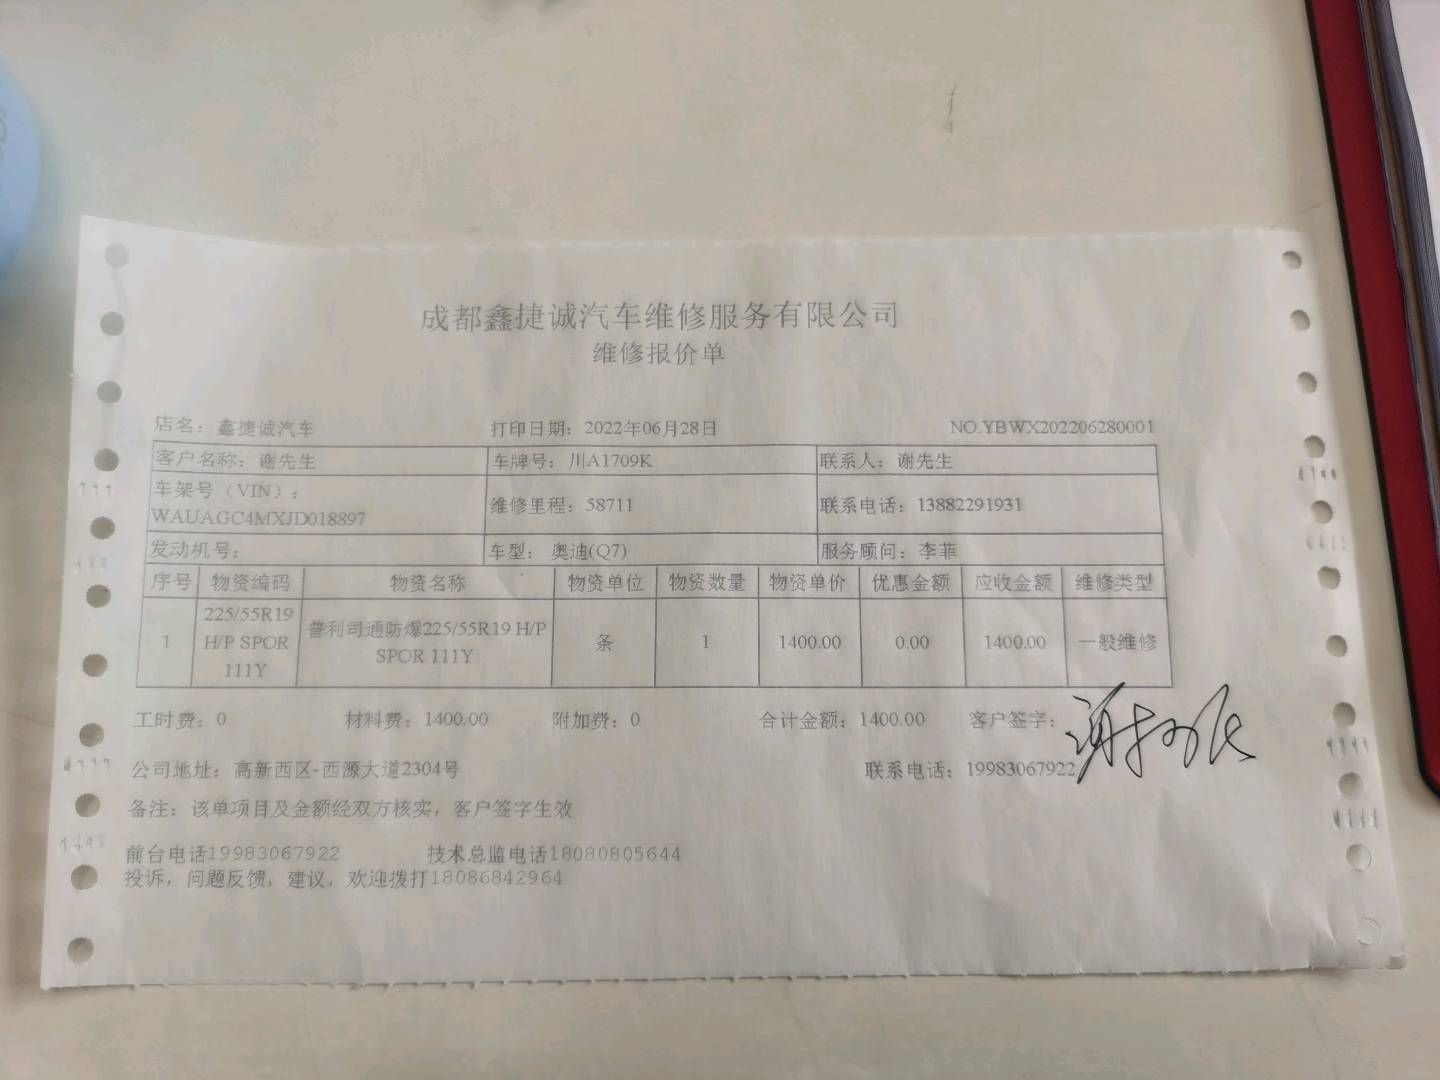 成都鑫捷诚汽车维修服务有限公司
维修报价单
店名：鑫捷诚汽车 打印日期：2022年06月28日 NO.YBWX202206280001
客户名称：谢先生 车牌号：川A1709K 联系人：谢先生
车架号（VIN）：
WAUAGC4MXJD018897 维修里程：58711 联系电话：13882291931
发动机号： 车型：奥迪(Q7) 服务顾问：李菲
序号 物资编码 物资名称 物资单位 物资数量 物资单价 优惠金额 应收金额 维修类型
225/55R19
1 H/P SPOR 普利司通防爆225/55R19 H/P 条 1 1400.00 0.00 1400.00 一般维修
111Y SPOR 111Y
工时费：0 材料费：1400.00 附加费：0 合计金额：1400.00 客户签字：
公司地址：高新西区-西源大道2304号 联系电话：19983067922
备注：该单项目及金额经双方核实，客户签字生效
前台电话19983067922 技术总监电话18080805644
投诉，问题反馈，建议，欢迎拨打18086842964